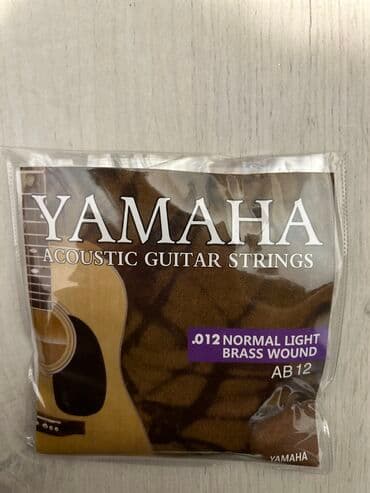 YAMAHA
ACOUSTIC GUITAR STRINGS
.012 NORMAL LIGHT
BRASS WOUND
AB12
YAMAHA